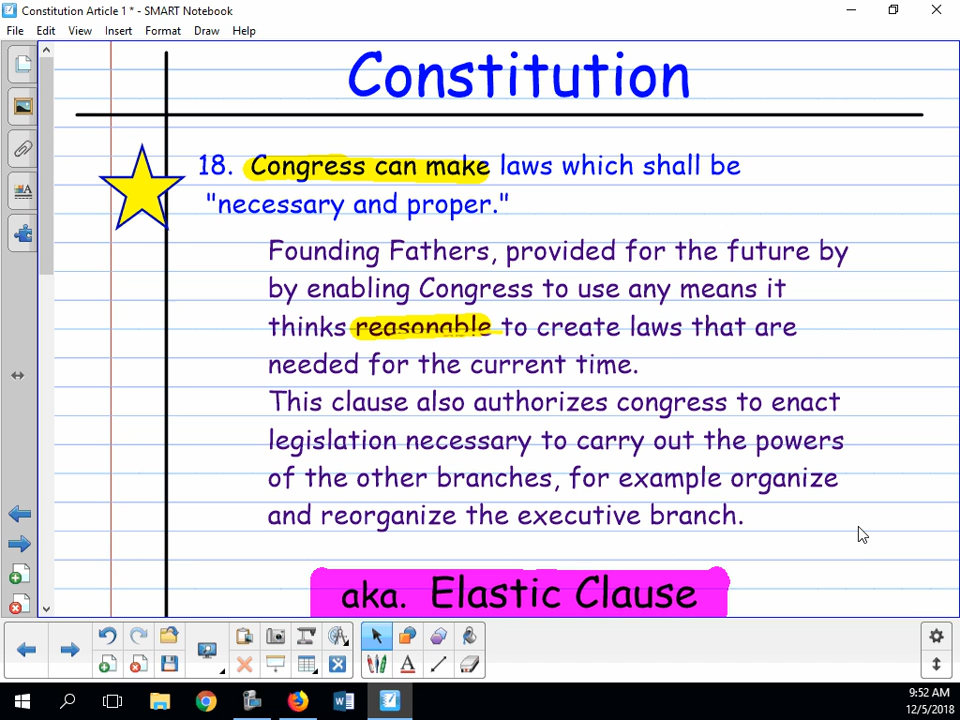 Constitution Article 1 * - SMART Notebook
File Edit View Insert Format Draw Help
Constitution
18. Congress can make laws which shall be
"necessary and proper."
Founding Fathers, provided for the future by
by enabling Congress to use any means it
thinks reasonable to create laws that are
needed for the current time.
This clause also authorizes congress to enact
legislation necessary to carry out the powers
of the other branches, for example organize
and reorganize the executive branch.
aka. Elastic Clause
9:52 AM
12/5/2018